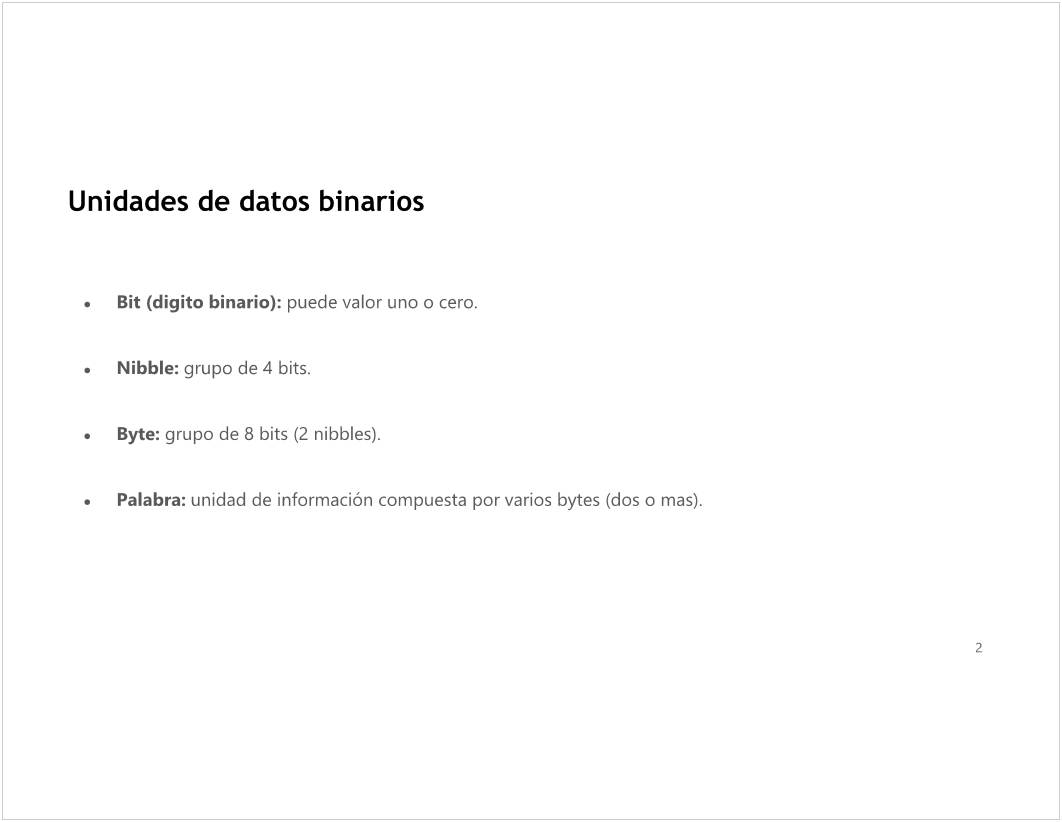 Unidades de datos binarios
• Bit (digito binario): puede valor uno o cero.
• Nibble: grupo de 4 bits.
• Byte: grupo de 8 bits (2 nibbles).
• Palabra: unidad de información compuesta por varios bytes (dos o mas).
2